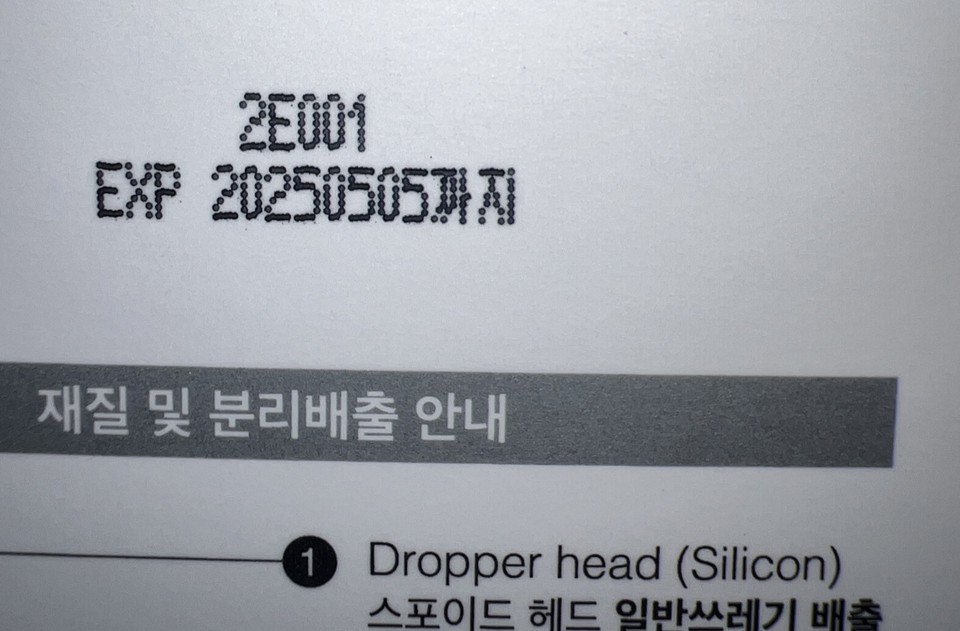 2E001
EXP 20250505까지
재질 및 분리배출 안내
1 Dropper head (Silicon)
스포이드 헤드 일반쓰레기 배출